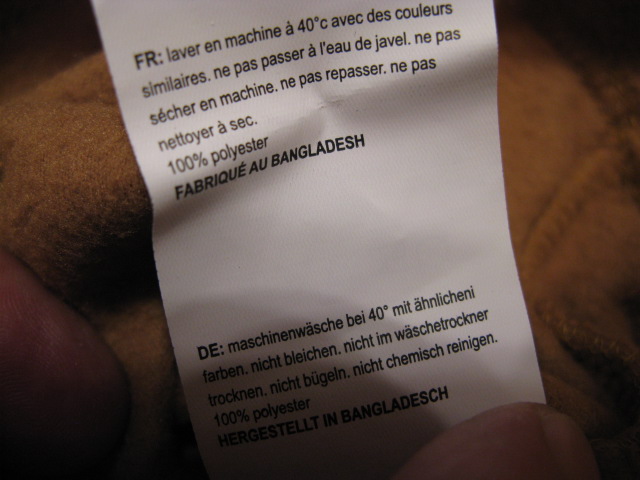 FR: laver en machine à 40°c avec des couleurs
similaires. ne pas passer à l'eau de javel. ne pas
sécher en machine. ne pas repasser. ne pas
nettoyer à sec.
100% polyester
FABRIQUÉ AU BANGLADESH
DE: maschinenwäsche bei 40° mit ähnlicheni
farben. nicht bleichen. nicht im wäschetrockner
trocknen. nicht bügeln. nicht chemisch reinigen.
100% polyester
HERGESTELLT IN BANGLADESCH